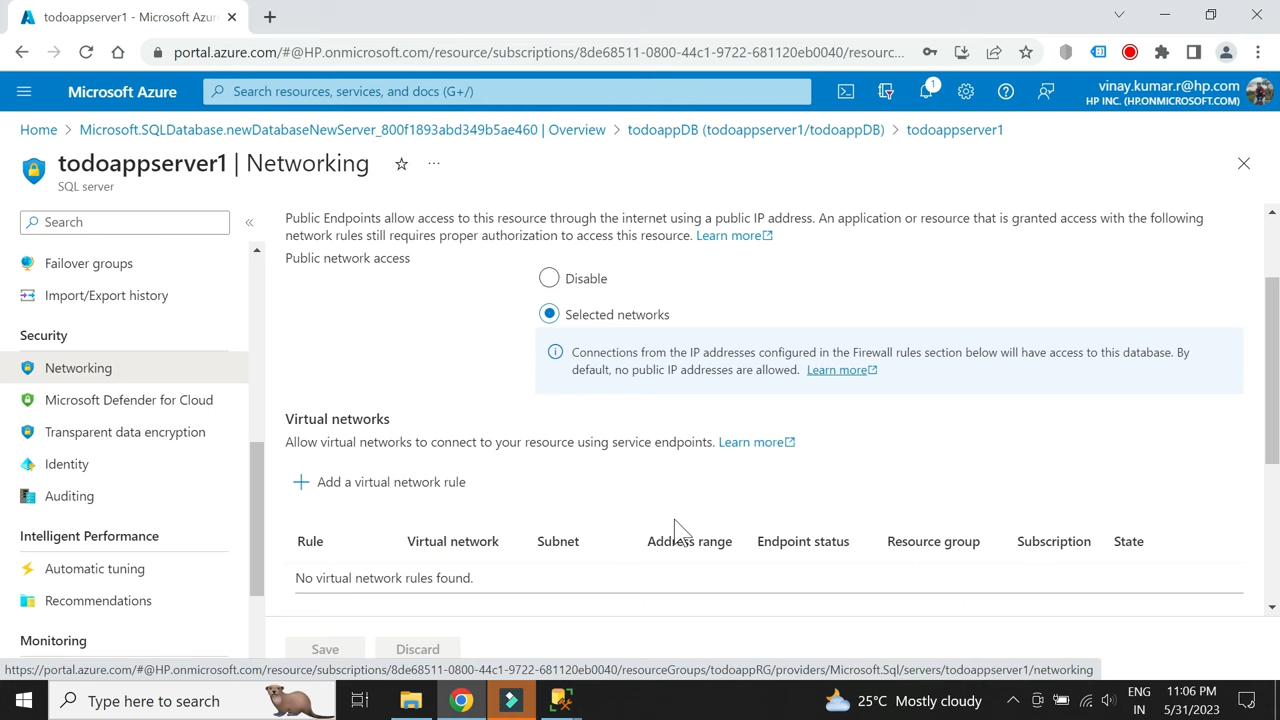 todoappserver1 - Microsoft Azur
portal.azure.com/#@HP.onmicrosoft.com/resource/subscriptions/8de68511-0800-44c1-9722-681120eb0040/resourc...
Microsoft Azure
Search resources, services, and docs (G+/)
1
vinay.kumar.r@hp.com
HP INC. (HP.ONMICROSOFT.COM)
Home > Microsoft.SQLDatabase.newDatabaseNewServer_800f1893abd349b5ae460 | Overview > todoappDB (todoappserver1/todoappDB) > todoappserver1
todoappserver1 | Networking
SQL server
Search
Failover groups
Import/Export history
Security
Networking
Microsoft Defender for Cloud
Transparent data encryption
Identity
Auditing
Intelligent Performance
Automatic tuning
Recommendations
Monitoring
Public Endpoints allow access to this resource through the internet using a public IP address. An application or resource that is granted access with the following
network rules still requires proper authorization to access this resource. Learn more
Public network access
Disable
Selected networks
Connections from the IP addresses configured in the Firewall rules section below will have access to this database. By
default, no public IP addresses are allowed. Learn more
Virtual networks
Allow virtual networks to connect to your resource using service endpoints. Learn more
Add a virtual network rule
Rule Virtual network Subnet Address range Endpoint status Resource group Subscription State
No virtual network rules found.
Save Discard
https://portal.azure.com/#@HP.onmicrosoft.com/resource/subscriptions/8de68511-0800-44c1-9722-681120eb0040/resourceGroups/todoappRG/providers/Microsoft.Sql/servers/todoappserver1/networking
Type here to search
25°C Mostly cloudy
ENG
IN
11:06 PM
5/31/2023